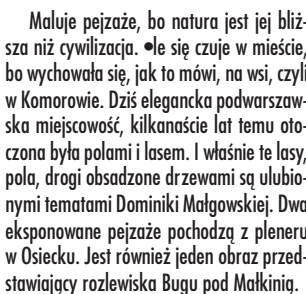 Maluje pejzaże, bo natura jest jej bliż-
sza niż cywilizacja. •le się czuje w mieście,
bo wychowała się, jak to mówi, na wsi, czyli
w Komorowie. Dziś elegancka podwarszaw-
ska miejscowość, kilkanaście lat temu oto-
czona była polami i lasem. I właśnie te lasy,
pola, drogi obsadzone drzewami są ulubio-
nymi tematami Dominiki Małgowskiej. Dwa
eksponowane pejzaże pochodzą z pleneru
w Osiecku. Jest również jeden obraz przed-
stawiający rozlewiska Bugu pod Małkinią.